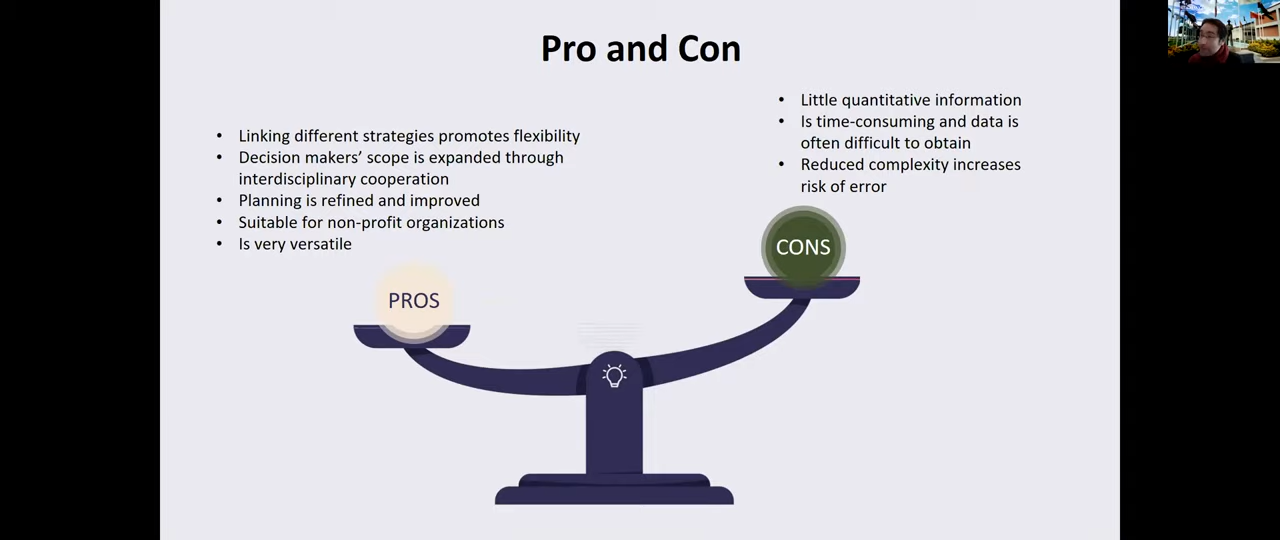 Pro and Con
• Linking different strategies promotes flexibility
• Decision makers’ scope is expanded through
interdisciplinary cooperation
• Planning is refined and improved
• Suitable for non-profit organizations
• Is very versatile
PROS
• Little quantitative information
• Is time-consuming and data is
often difficult to obtain
• Reduced complexity increases
risk of error
CONS